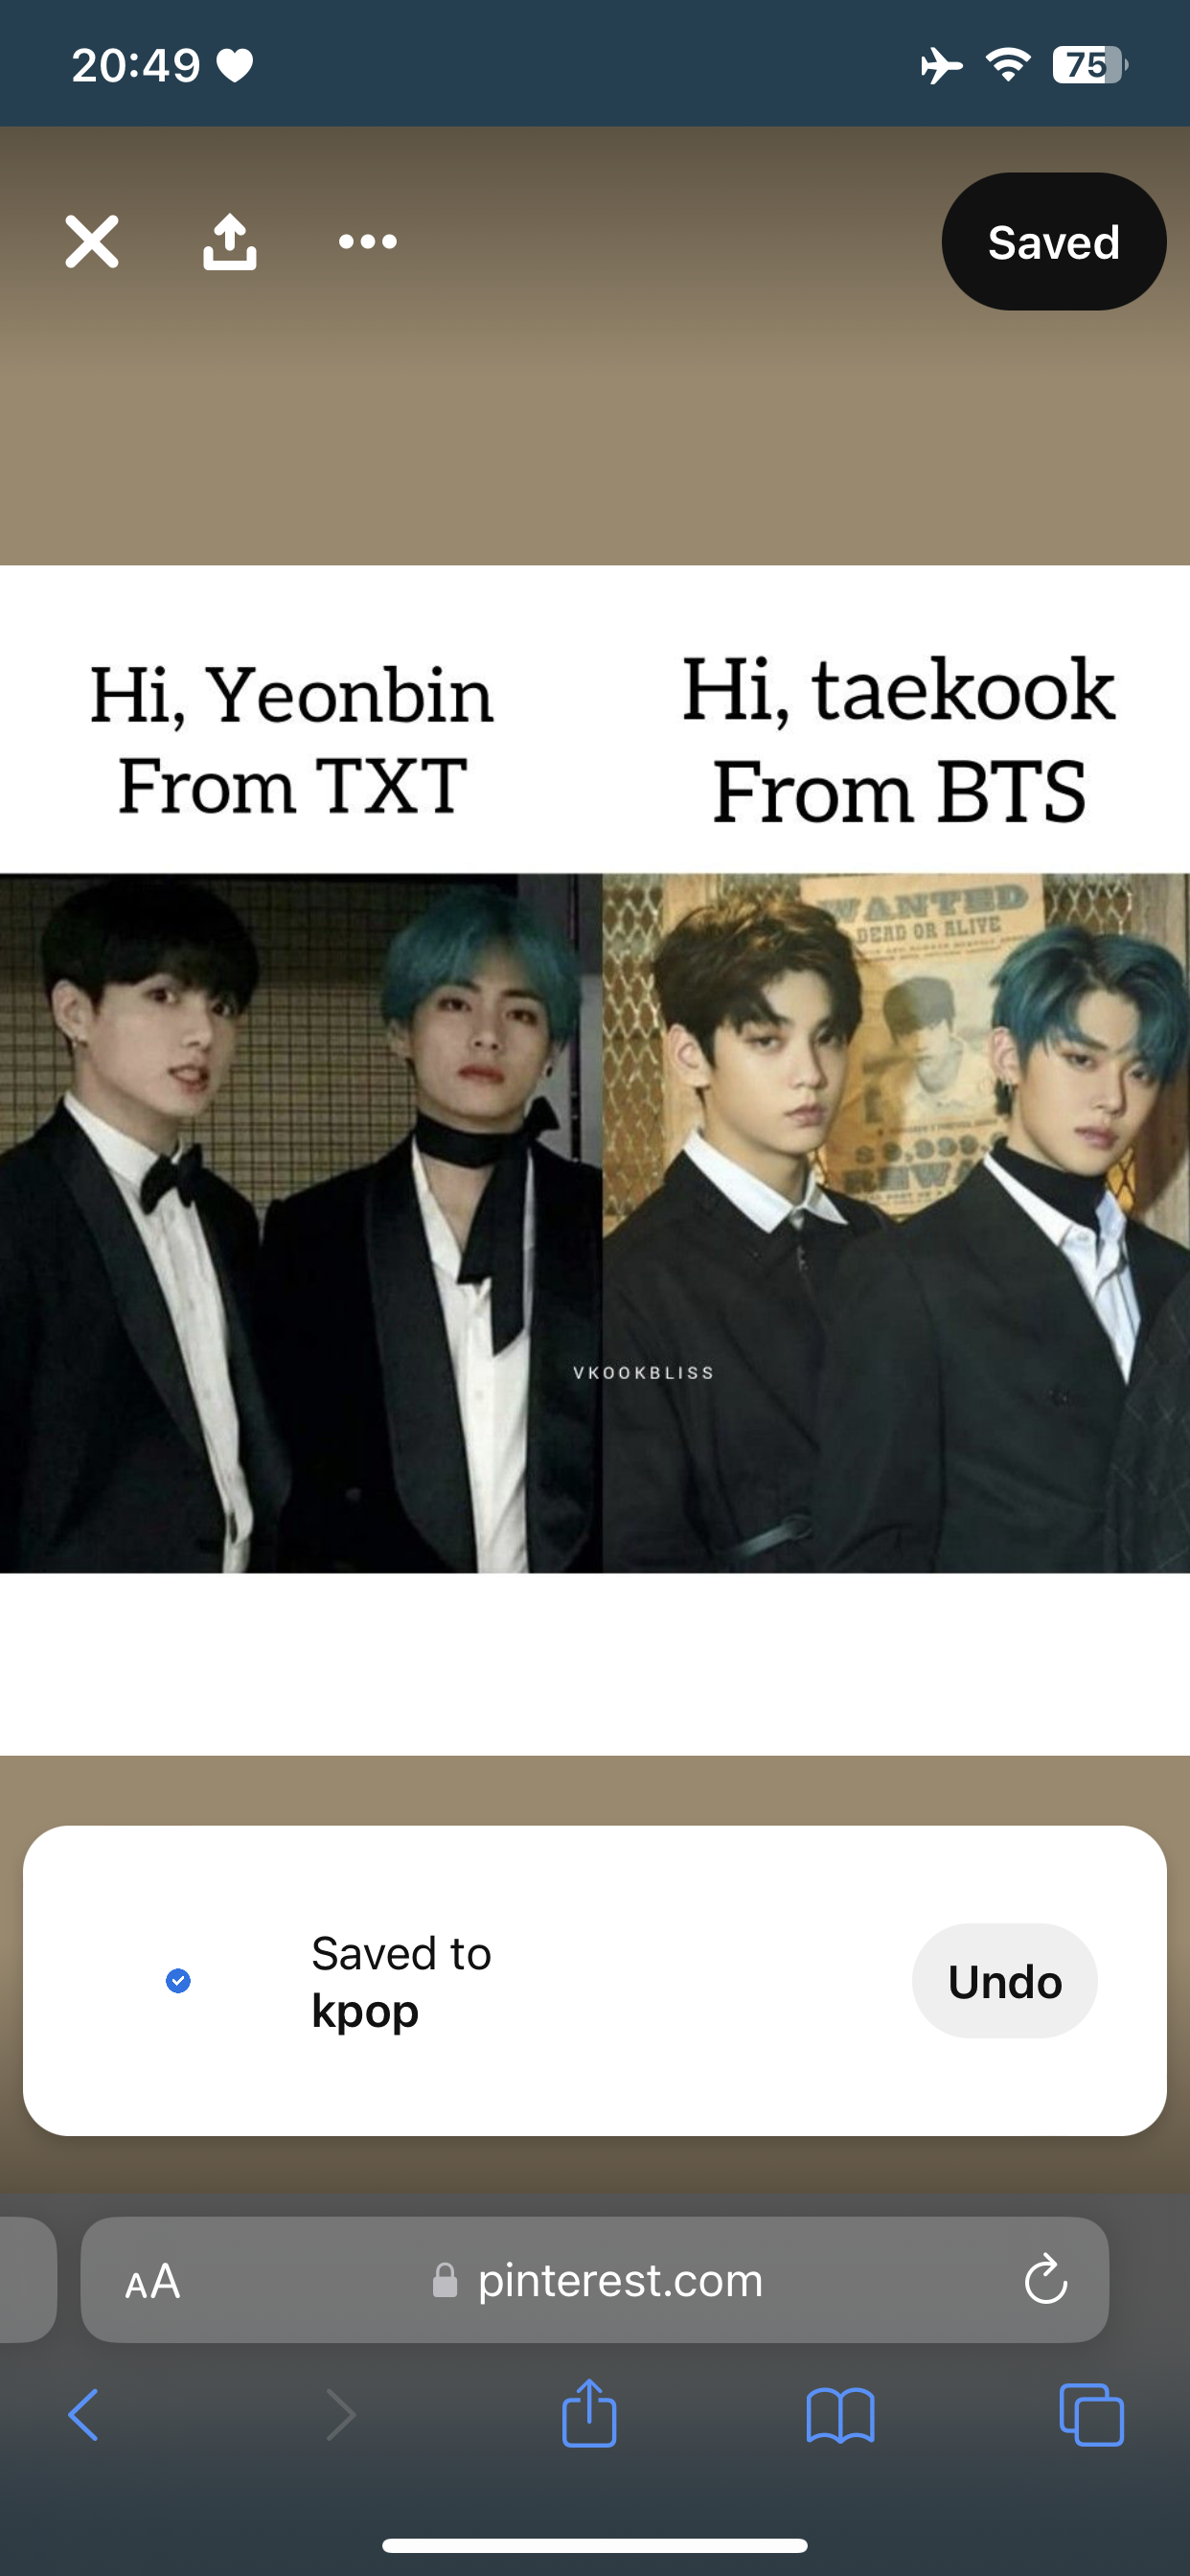 20:49
75
Saved
Hi, Yeonbin
From TXT
Hi, taekook
From BTS
WANTED
DEAD OR ALIVE
VKOOKBLISS
Saved to
kpop
Undo
AA
pinterest.com